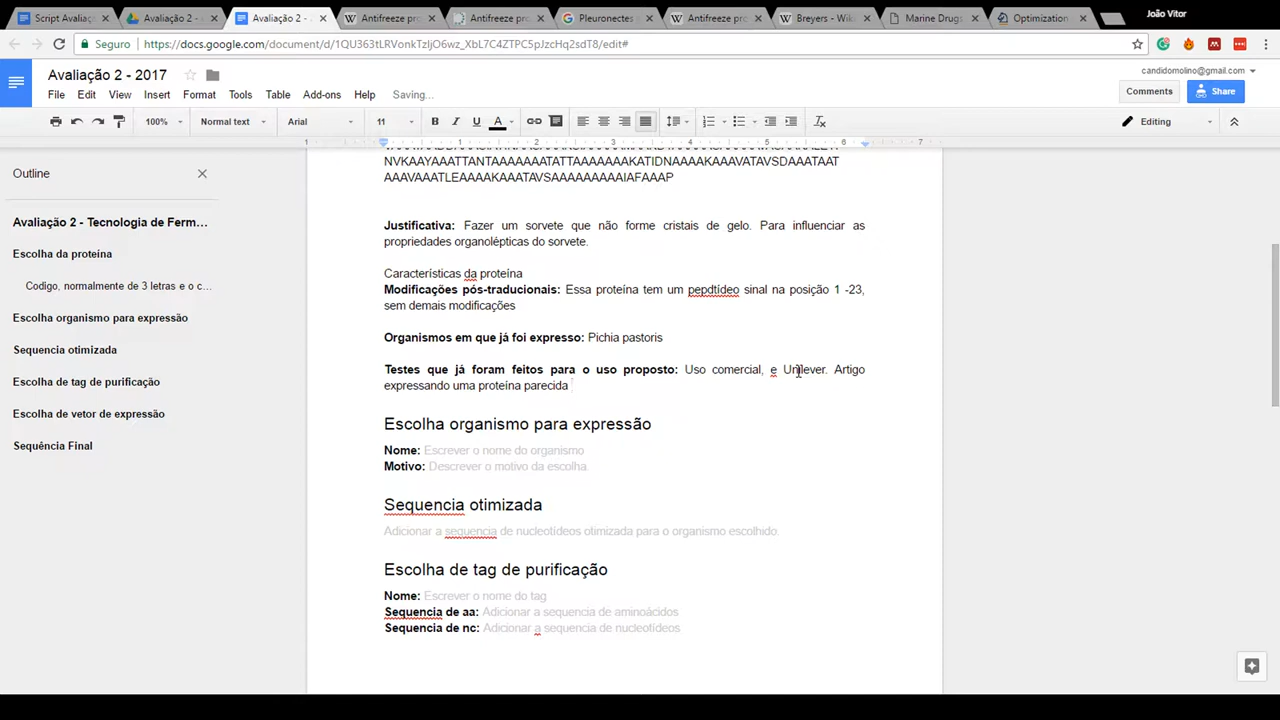 Script Avaliaç
Avaliação 2 -
Avaliação 2 -
Antifreeze pr
Antifreeze pr
Pleuronectes
Antifreeze pr
Breyers - Wik
Marine Drugs
Optimization
João Vitor
Seguro
https://docs.google.com/document/d/1QU363tLRVonkTzljO6wz_XbL7C4ZTPC5pJzcHq2sdT8/edit#
Avaliação 2 - 2017
candidomolino@gmail.com
File Edit View Insert Format Tools Table Add-ons Help Saving...
Comments
Share
100% Normal text Arial 11 B I U A Editing
1 1 2 3 4 5 6 7
Outline
Avaliação 2 - Tecnologia de Ferm...
Escolha da proteína
Codigo, normalmente de 3 letras e o c...
Escolha organismo para expressão
Sequencia otimizada
Escolha de tag de purificação
Escolha de vetor de expressão
Sequência Final
NVKAAYAAATTANTAAAAAAATATTAAAAAAAKATIDNAAAAKAAAVATAVSDAAATAAT
AAAVAAATLEAAAAKAAATAVSAAAAAAAAAIAFAAAP
Justificativa: Fazer um sorvete que não forme cristais de gelo. Para influenciar as
propriedades organolépticas do sorvete.
Características da proteína
Modificações pós-traducionais: Essa proteína tem um pepdtídeo sinal na posição 1 -23,
sem demais modificações
Organismos em que já foi expresso: Pichia pastoris
Testes que já foram feitos para o uso proposto: Uso comercial, e Unilever. Artigo
expressando uma proteína parecida
Escolha organismo para expressão
Nome: Escrever o nome do organismo
Motivo: Descrever o motivo da escolha
Sequencia otimizada
Adicionar a sequencia de nucleotídeos otimizada para o organismo escolhido.
Escolha de tag de purificação
Nome: Escrever o nome do tag
Sequencia de aa: Adicionar a sequencia de aminoácidos
Sequencia de nc: Adicionar a sequencia de nucleotídeos